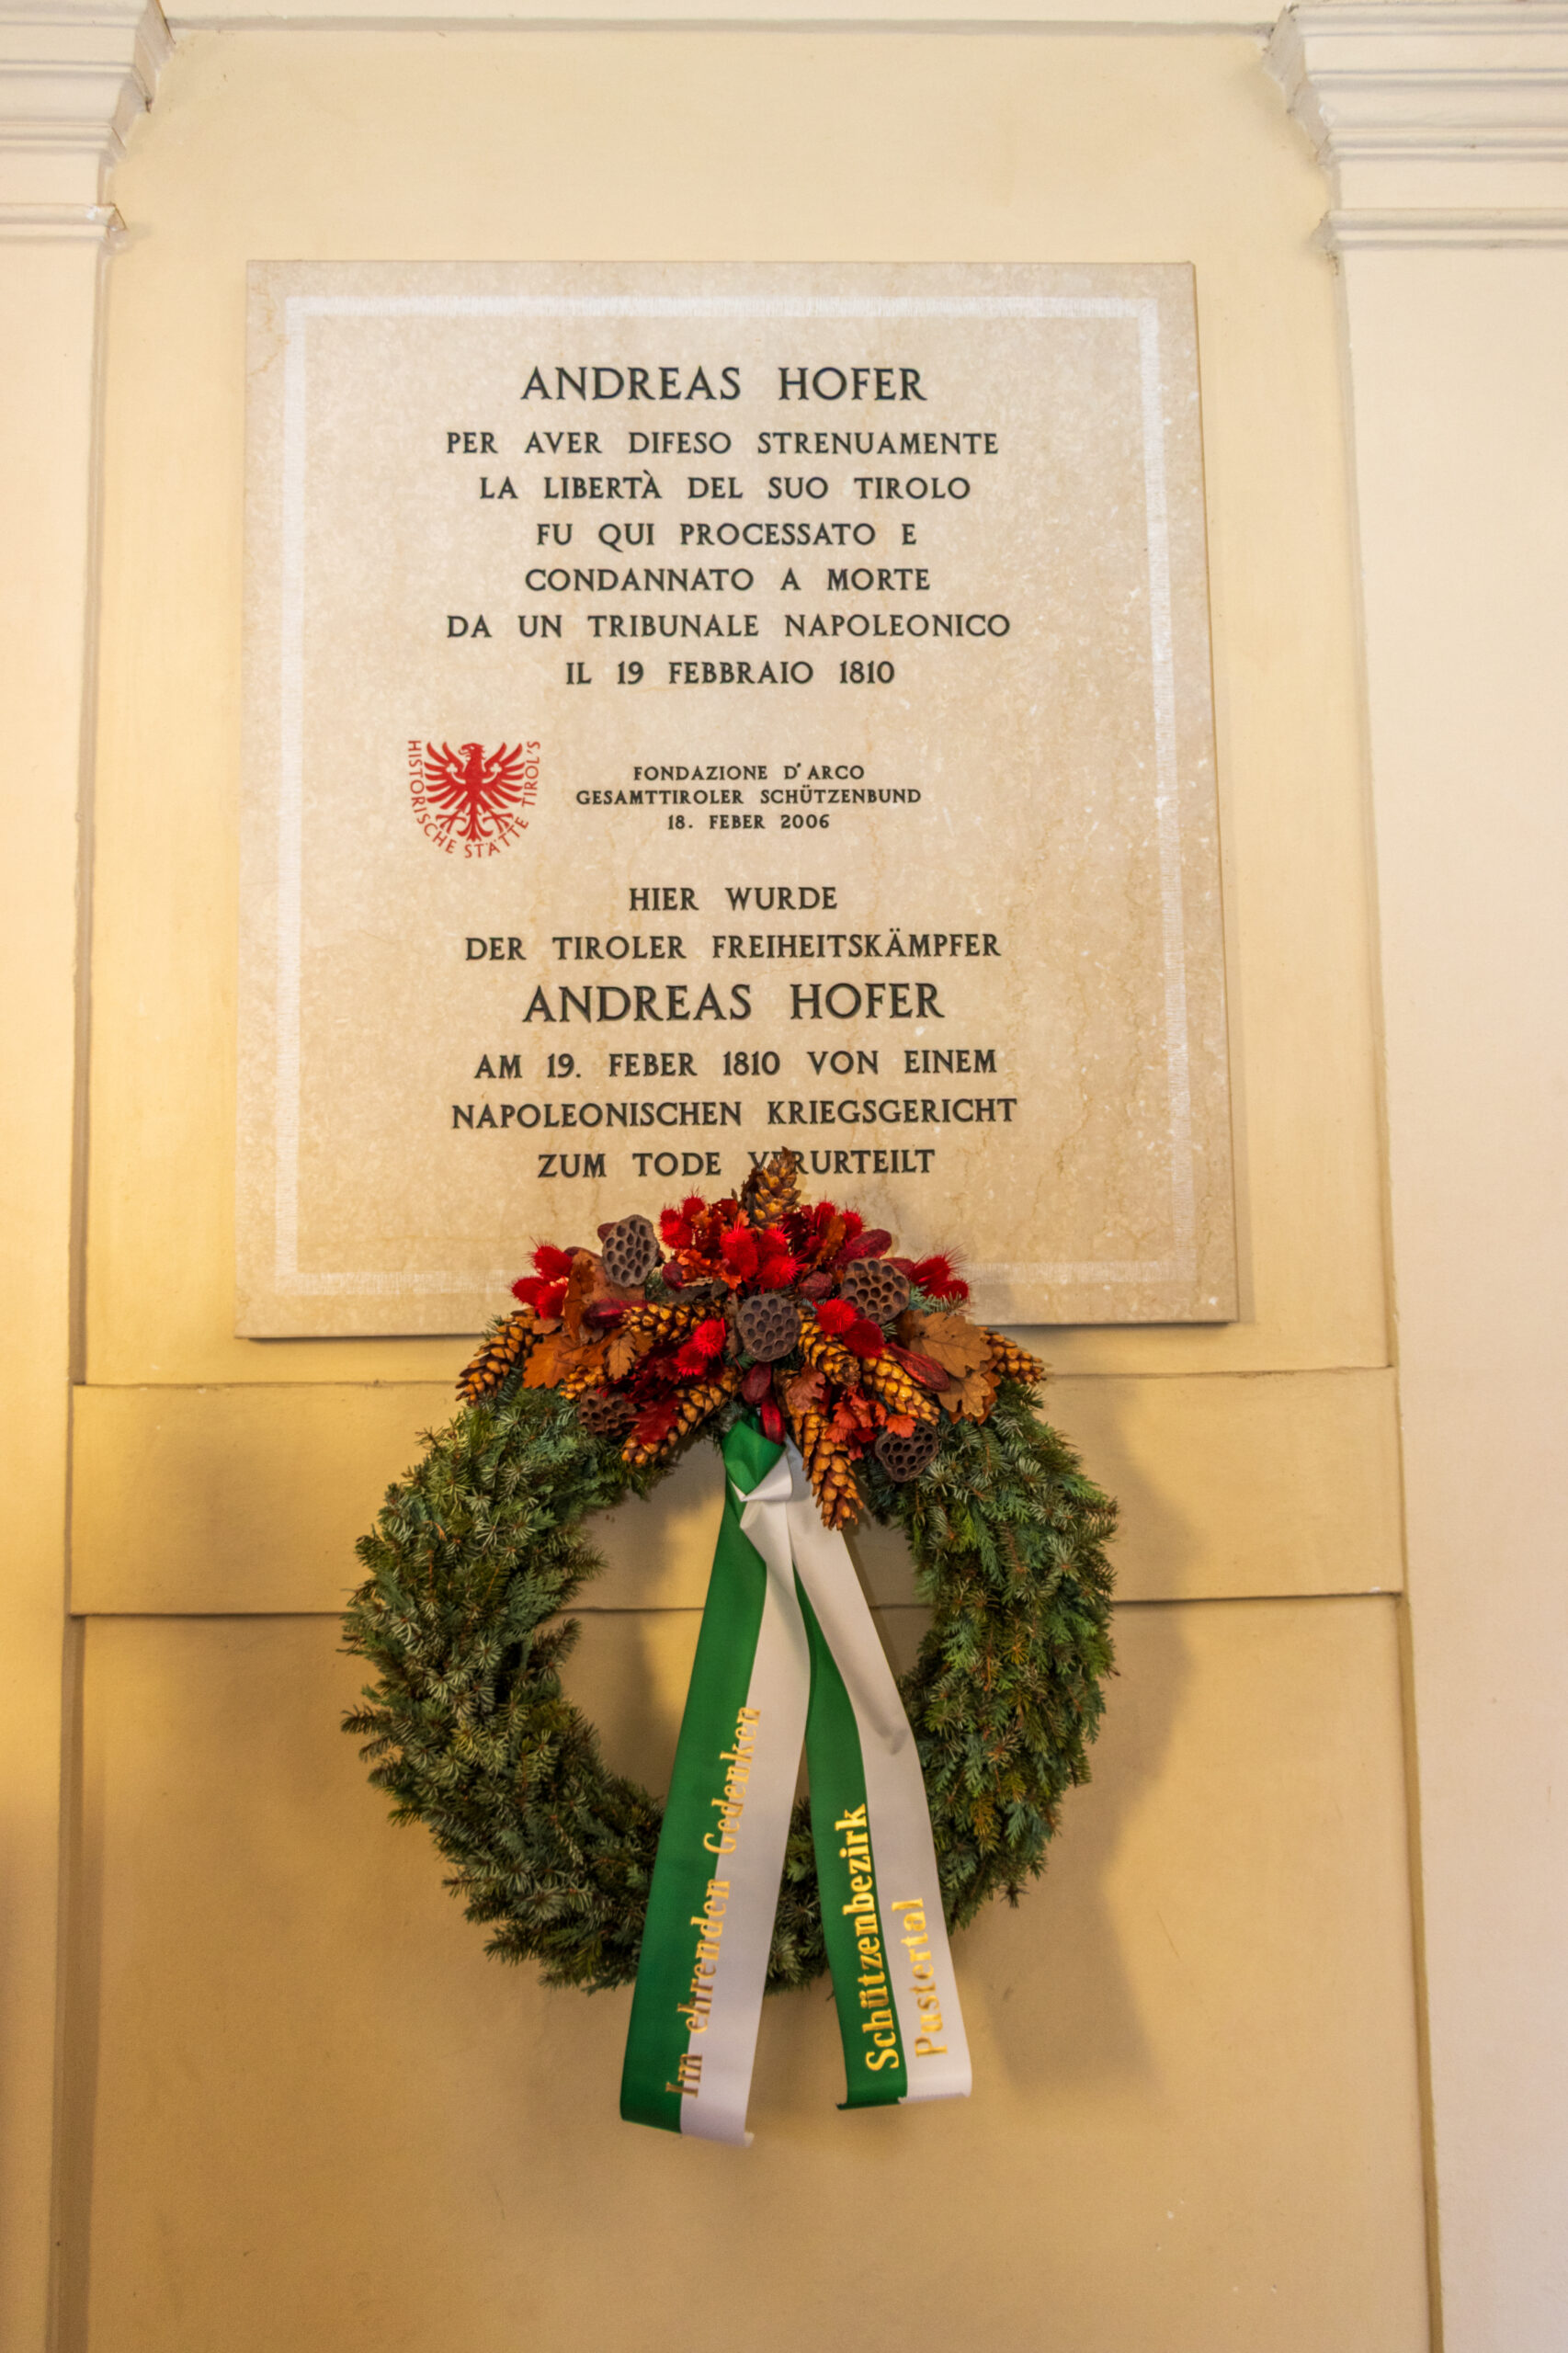 ANDREAS HOFER
PER AVER DIFESO STRENUAMENTE
LA LIBERTÀ DEL SUO TIROLO
FU QUI PROCESSATO E
CONDANNATO A MORTE
DA UN TRIBUNALE NAPOLEONICO
IL 19 FEBBRAIO 1810
HISTORISCHE STÄTTE TIROL'S
FONDAZIONE D'ARCO
GESAMTTIROLER SCHÜTZENBUND
18. FEBER 2006
HIER WURDE
DER TIROLER FREIHEITSKÄMPFER
ANDREAS HOFER
AM 19. FEBER 1810 VON EINEM
NAPOLEONISCHEN KRIEGSGERICHT
ZUM TODE VERURTEILT
Im ehrenden Gedenken
Schützenbezirk
Pustertal